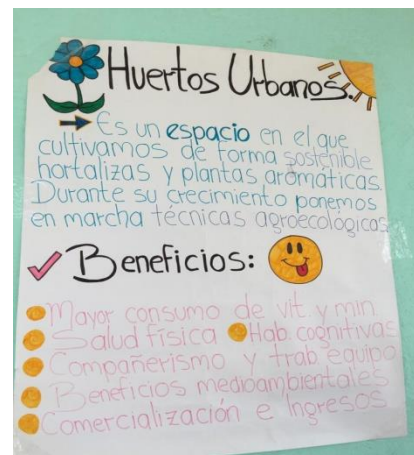 Huertos Urbanos.
Es un espacio en el que
cultivamos de forma sostenible
hortalizas y plantas aromáticas.
Durante su crecimiento ponemos
en marcha técnicas agroecológicas
Beneficios:
Mayor consumo de vit. y min.
Salud física Hab. cognitivas
Compañerismo y trab. equipo
Beneficios medioambientales
Comercialización e Ingresos